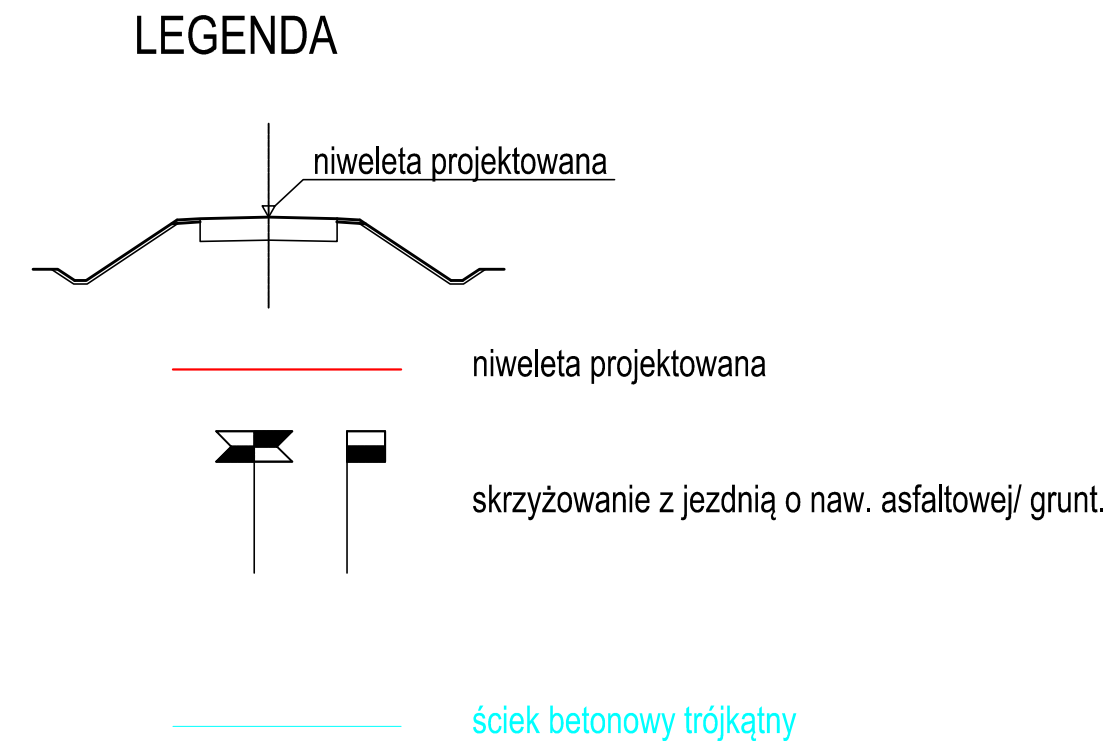 LEGENDA
niweleta projektowana
niweleta projektowana
skrzyżowanie z jezdnią o naw. asfaltowej/ grunt.
ściek betonowy trójkątny